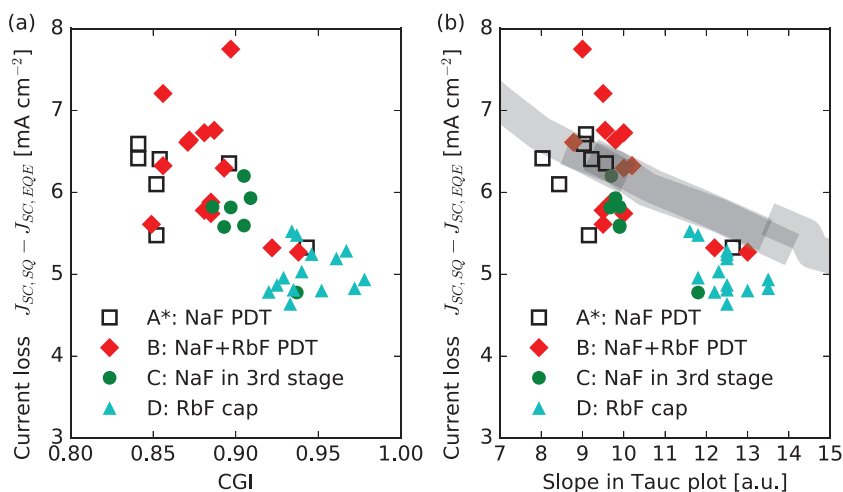 (a)
Current loss J_{SC,SQ} − J_{SC,EQE} [mA cm⁻²]
8
7
6
5
4
3
A*: NaF PDT
B: NaF+RbF PDT
C: NaF in 3rd stage
D: RbF cap
0.80 0.85 0.90 0.95 1.00
CGI
(b)
Current loss J_{SC,SQ} − J_{SC,EQE} [mA cm⁻²]
8
7
6
5
4
3
A*: NaF PDT
B: NaF+RbF PDT
C: NaF in 3rd stage
D: RbF cap
7 8 9 10 11 12 13 14 15
Slope in Tauc plot [a.u.]